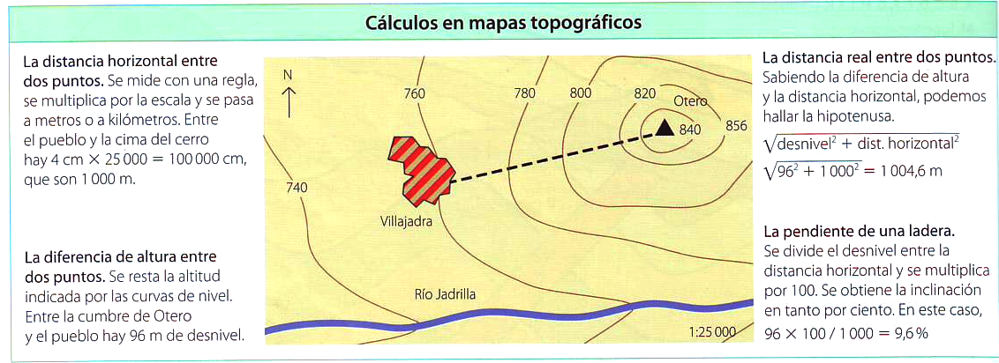 Cálculos en mapas topográficos
La distancia horizontal entre
dos puntos. Se mide con una regla,
se multiplica por la escala y se pasa
a metros o a kilómetros. Entre
el pueblo y la cima del cerro
hay 4 cm × 25 000 = 100 000 cm,
que son 1 000 m.
La diferencia de altura entre
dos puntos. Se resta la altitud
indicada por las curvas de nivel.
Entre la cumbre de Otero
y el pueblo hay 96 m de desnivel.
N
760
780
800
820
Otero
840
856
740
Villajadra
Río Jadrilla
1:25 000
La distancia real entre dos puntos.
Sabiendo la diferencia de altura
y la distancia horizontal, podemos
hallar la hipotenusa.
√desnivel² + dist. horizontal²
√96² + 1 000² = 1 004,6 m
La pendiente de una ladera.
Se divide el desnivel entre la
distancia horizontal y se multiplica
por 100. Se obtiene la inclinación
en tanto por ciento. En este caso,
96 × 100 / 1 000 = 9,6 %